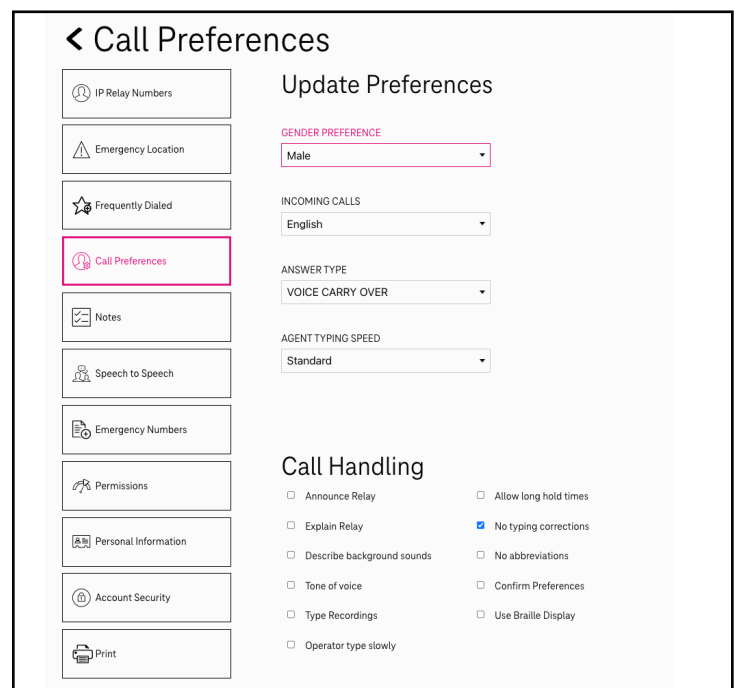 Call Preferences
IP Relay Numbers
Emergency Location
Frequently Dialed
Call Preferences
Notes
Speech to Speech
Emergency Numbers
Permissions
Personal Information
Account Security
Print
Update Preferences
GENDER PREFERENCE
Male
INCOMING CALLS
English
ANSWER TYPE
VOICE CARRY OVER
AGENT TYPING SPEED
Standard
Call Handling
Announce Relay
Explain Relay
Describe background sounds
Tone of voice
Type Recordings
Operator type slowly
Allow long hold times
No typing corrections
No abbreviations
Confirm Preferences
Use Braille Display